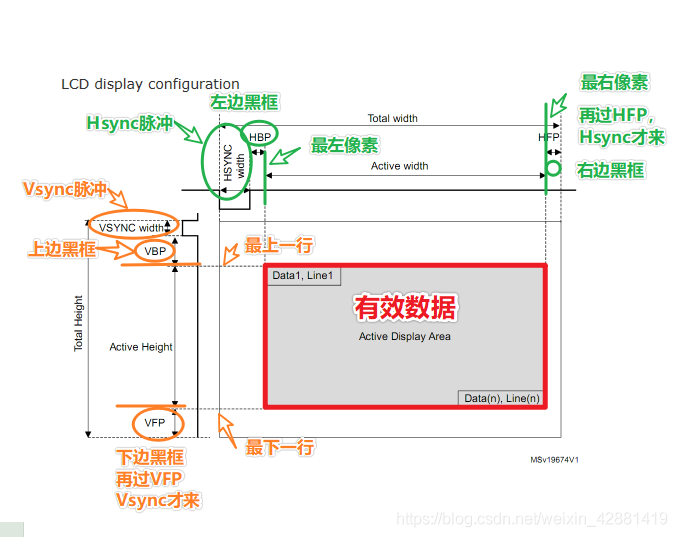 LCD display configuration
左边黑框
Hsync脉冲
Total width
最右像素
再过HFP，
Hsync才来
HBP
HFP
最左像素
HSYNC
width
Active width
右边黑框
Vsync脉冲
VSYNC width
上边黑框
VBP
最上一行
Data1, Line1
有效数据
Total Height
Active Height
Active Display Area
Data(n), Line(n)
VFP
最下一行
下边黑框
再过VFP
Vsync才来
MSv19674V1
https://blog.csdn.net/weixin_42881419